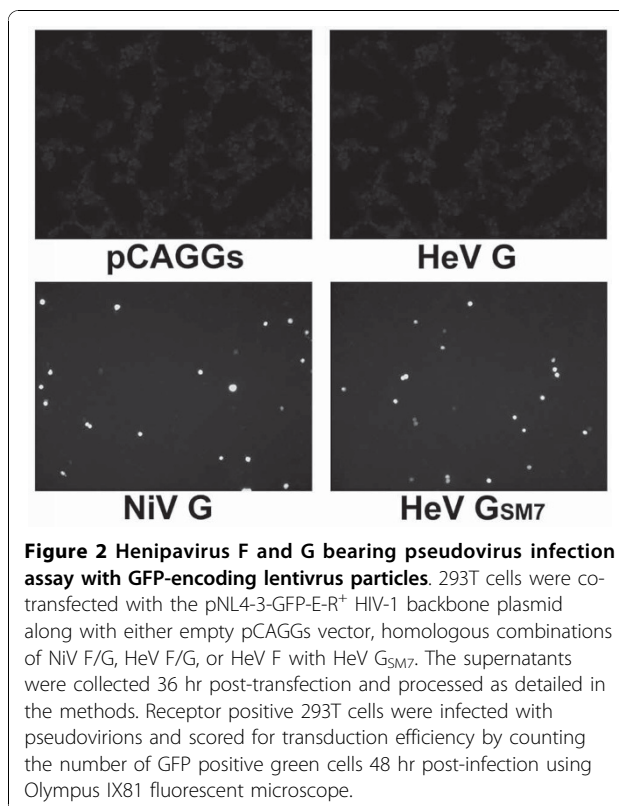 pCAGGs
HeV G
NiV G
HeV GSM7
Figure 2 Henipavirus F and G bearing pseudovirus infection
assay with GFP-encoding lentivrus particles. 293T cells were co-
transfected with the pNL4-3-GFP-E-R+ HIV-1 backbone plasmid
along with either empty pCAGGs vector, homologous combinations
of NiV F/G, HeV F/G, or HeV F with HeV GSM7. The supernatants
were collected 36 hr post-transfection and processed as detailed in
the methods. Receptor positive 293T cells were infected with
pseudovirions and scored for transduction efficiency by counting
the number of GFP positive green cells 48 hr post-infection using
Olympus IX81 fluorescent microscope.